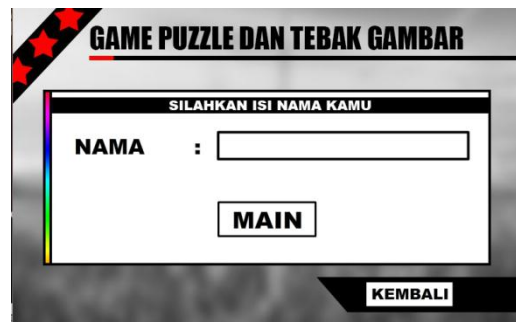 GAME PUZZLE DAN TEBAK GAMBAR
SILAHKAN ISI NAMA KAMU
NAMA :
MAIN
KEMBALI